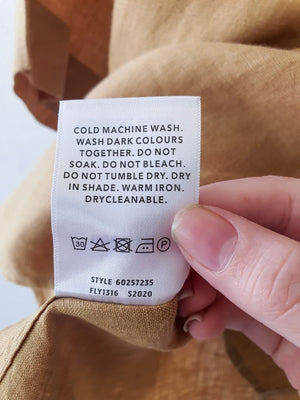 COLD MACHINE WASH.
WASH DARK COLOURS
TOGETHER. DO NOT
SOAK. DO NOT BLEACH.
DO NOT TUMBLE DRY. DRY
IN SHADE. WARM IRON.
DRYCLEANABLE.
30 P
STYLE 60257235
FLY1316 S2020